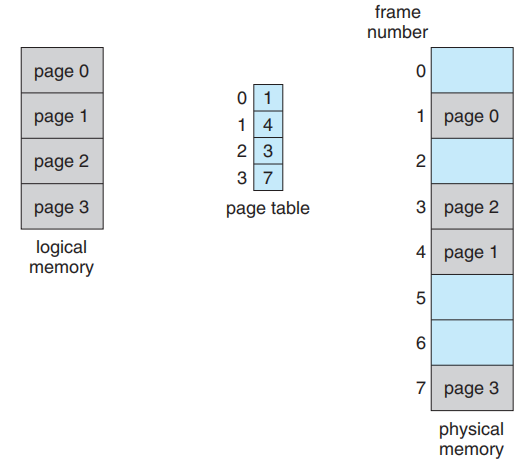 page 0
page 1
page 2
page 3
logical
memory
0 1
1 4
2 3
3 7
page table
frame
number
0
1 page 0
2
3 page 2
4 page 1
5
6
7 page 3
physical
memory